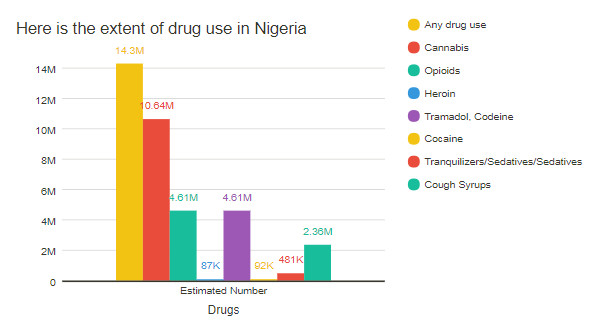 Here is the extent of drug use in Nigeria
14.3M
14M
12M
10.64M
10M
8M
6M
4.61M
4.61M
4M
2.36M
2M
481K
87K
92K
0
Estimated Number
Drugs
Any drug use
Cannabis
Opioids
Heroin
Tramadol, Codeine
Cocaine
Tranquilizers/Sedatives/Sedatives
Cough Syrups